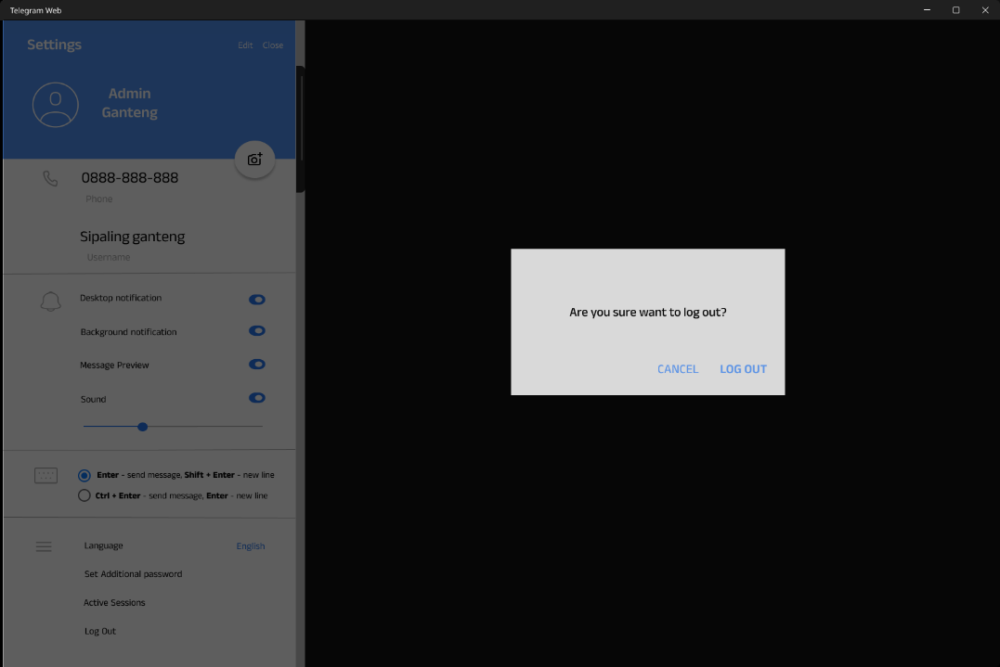 Telegram Web
Settings
Edit
Close
Admin
Ganteng
0888-888-888
Phone
Sipaling ganteng
Username
Desktop notification
Background notification
Message Preview
Sound
Enter - send message, Shift + Enter - new line
Ctrl + Enter - send message, Enter - new line
Language
English
Set Additional password
Active Sessions
Log Out
Are you sure want to log out?
CANCEL
LOG OUT